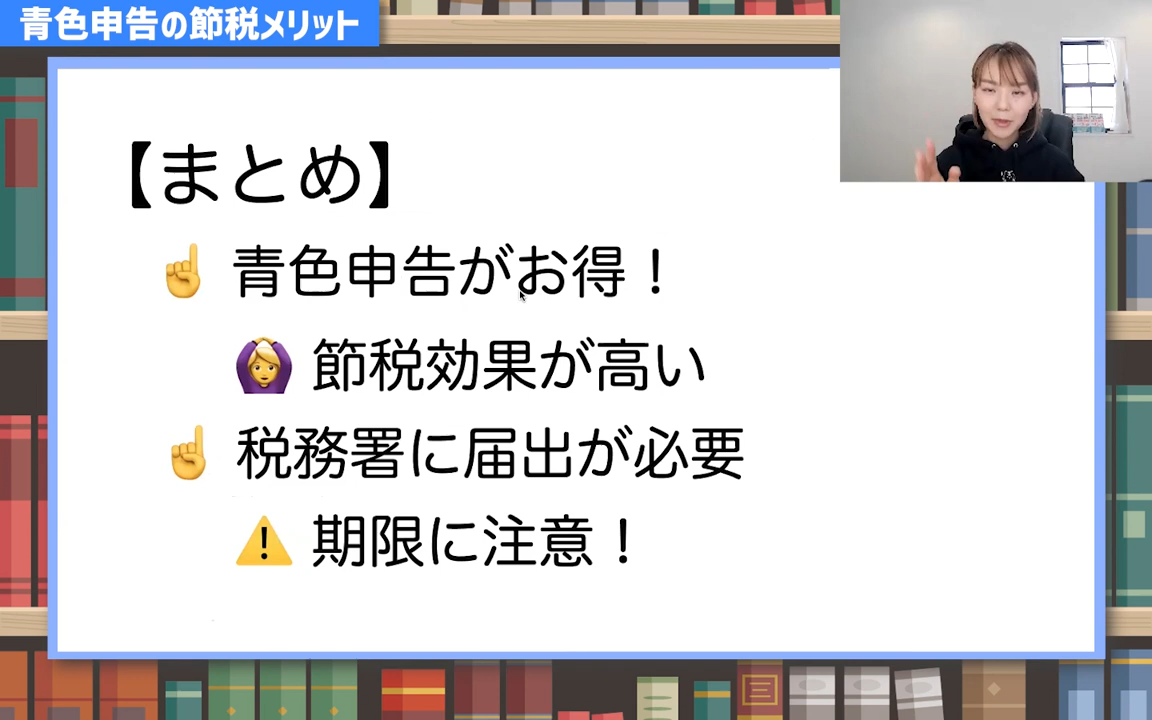 青色申告の節税メリット
【まとめ】
☝️ 青色申告がお得！
🙆‍♀️ 節税効果が高い
☝️ 税務署に届出が必要
⚠️ 期限に注意！